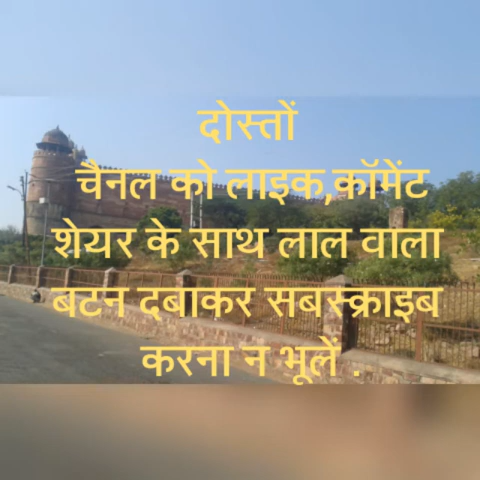 दोस्तों
चैनल को लाइक,कॉमेंट
शेयर के साथ लाल वाला
बटन दबाकर सबस्क्राइब
करना न भूलें .